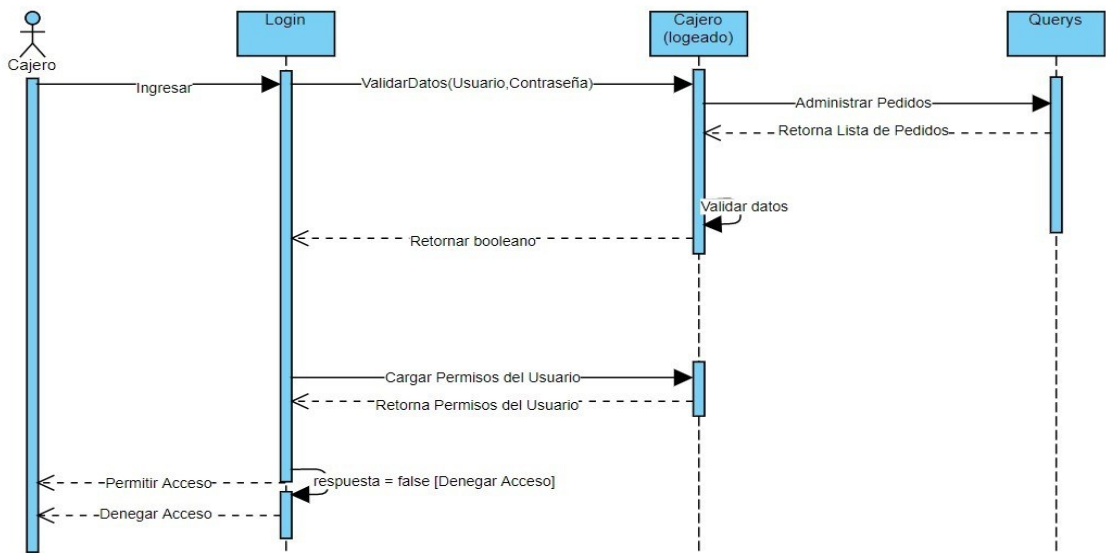 Login
Cajero
(logeado)
Querys
Cajero
Ingresar
ValidarDatos(Usuario,Contraseña)
Administrar Pedidos
Retorna Lista de Pedidos
Validar datos
Retornar booleano
Cargar Permisos del Usuario
Retorna Permisos del Usuario
Permitir Acceso
respuesta = false [Denegar Acceso]
Denegar Acceso